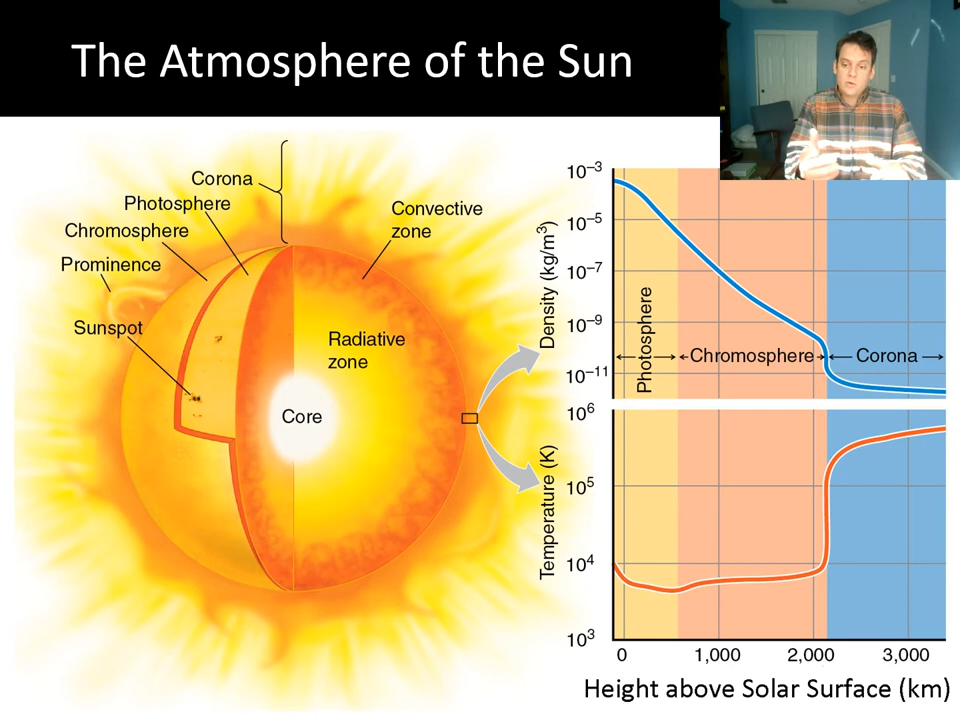 The Atmosphere of the Sun
Corona
Photosphere
Chromosphere
Prominence
Sunspot
Convective
zone
Radiative
zone
Core
Density (kg/m³)
10⁻³
10⁻⁵
10⁻⁷
10⁻⁹
10⁻¹¹
Photosphere
Chromosphere
Corona
Temperature (K)
10⁶
10⁵
10⁴
10³
0 1,000 2,000 3,000
Height above Solar Surface (km)